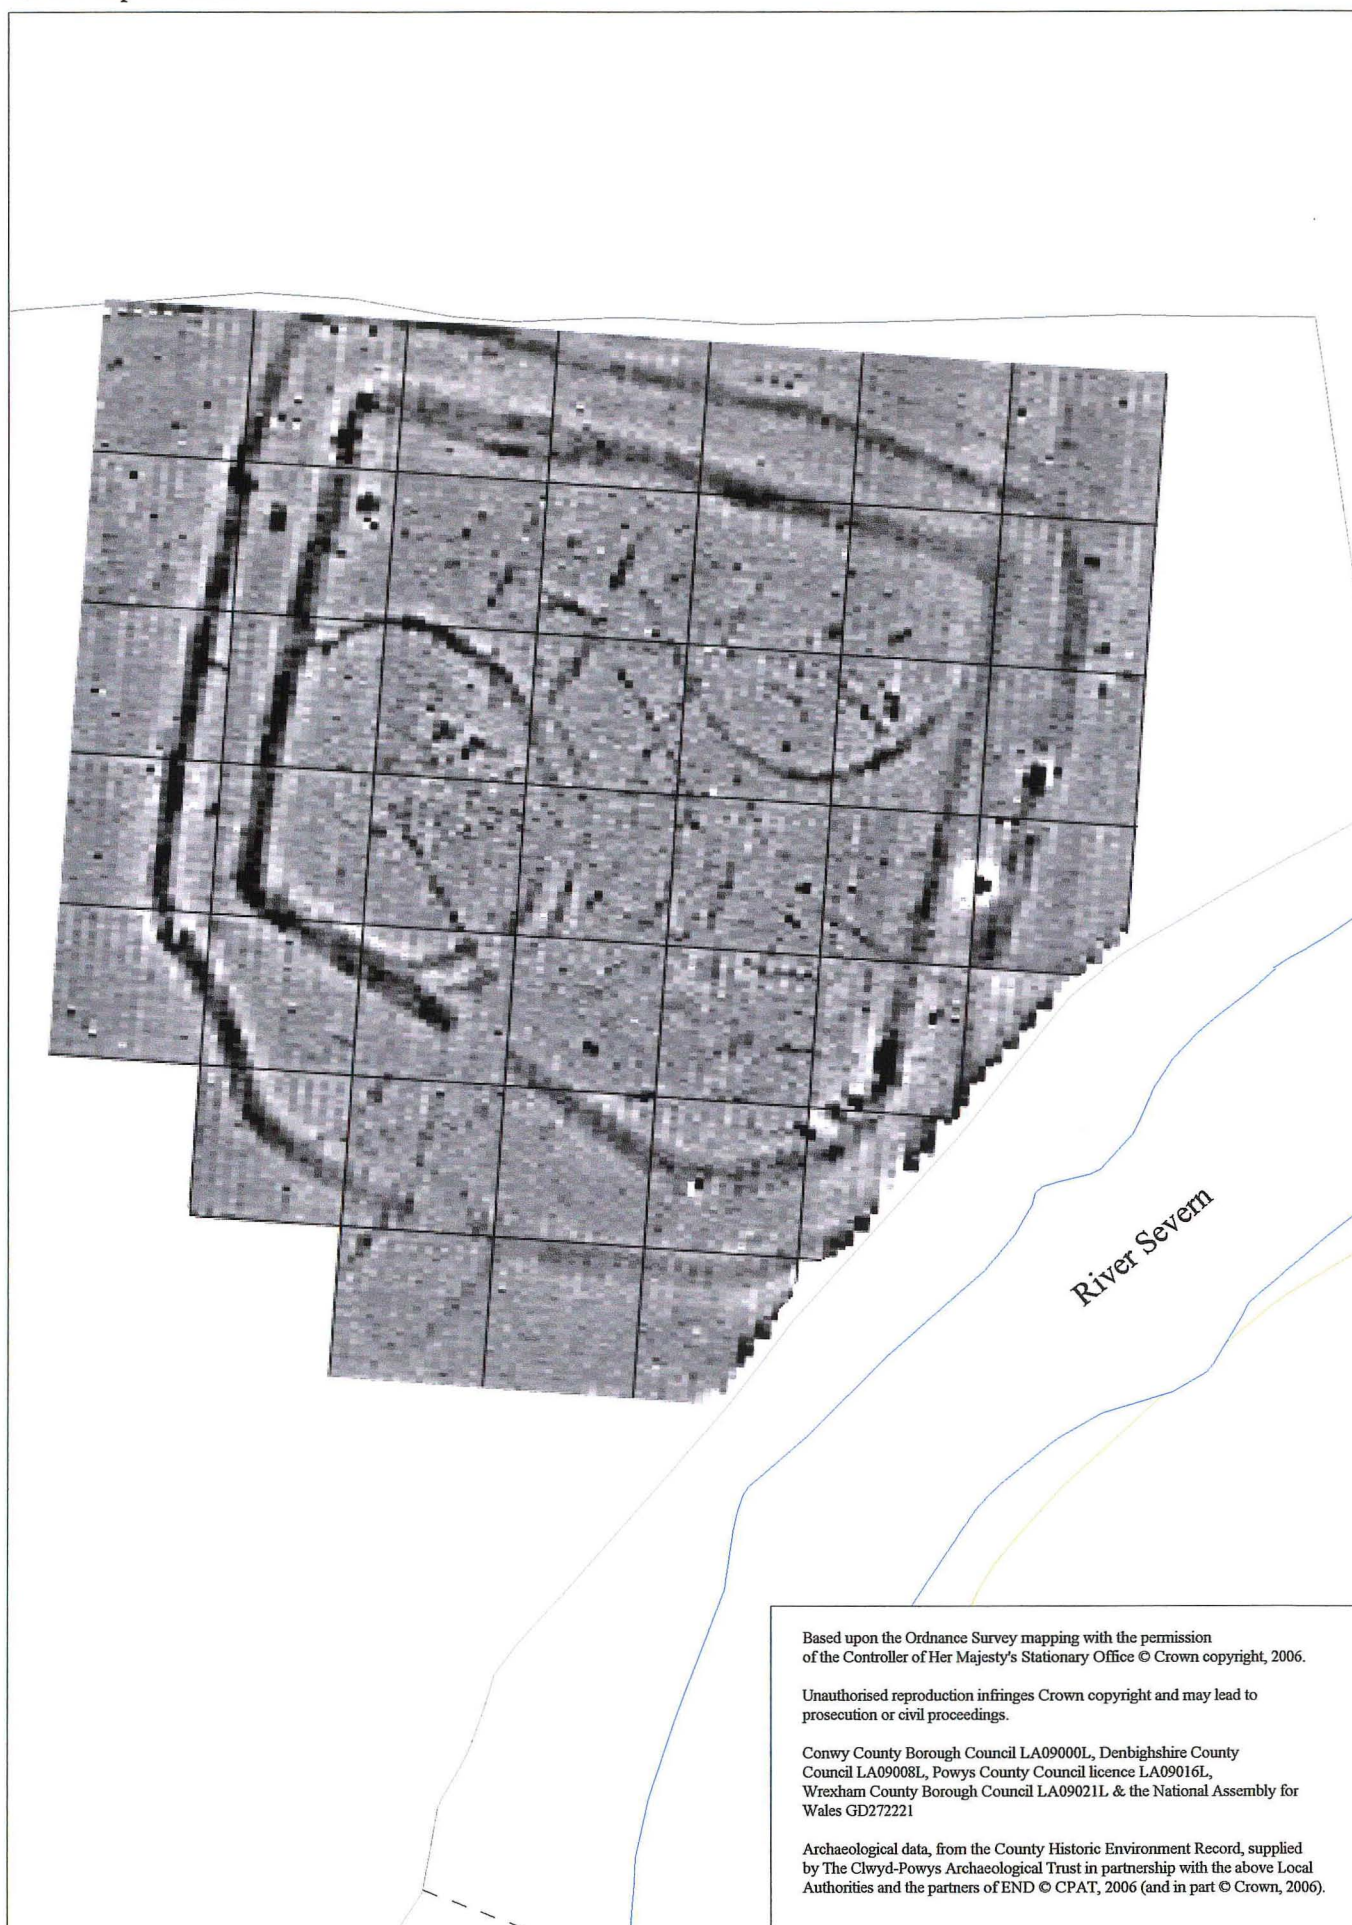 River Severn
Based upon the Ordnance Survey mapping with the permission
of the Controller of Her Majesty's Stationary Office © Crown copyright, 2006.
Unauthorised reproduction infringes Crown copyright and may lead to
prosecution or civil proceedings.
Conwy County Borough Council LA09000L, Denbighshire County
Council LA09008L, Powys County Council licence LA09016L,
Wrexham County Borough Council LA09021L & the National Assembly for
Wales GD272221
Archaeological data, from the County Historic Environment Record, supplied
by The Clwyd-Powys Archaeological Trust in partnership with the above Local
Authorities and the partners of END © CPAT, 2006 (and in part © Crown, 2006).